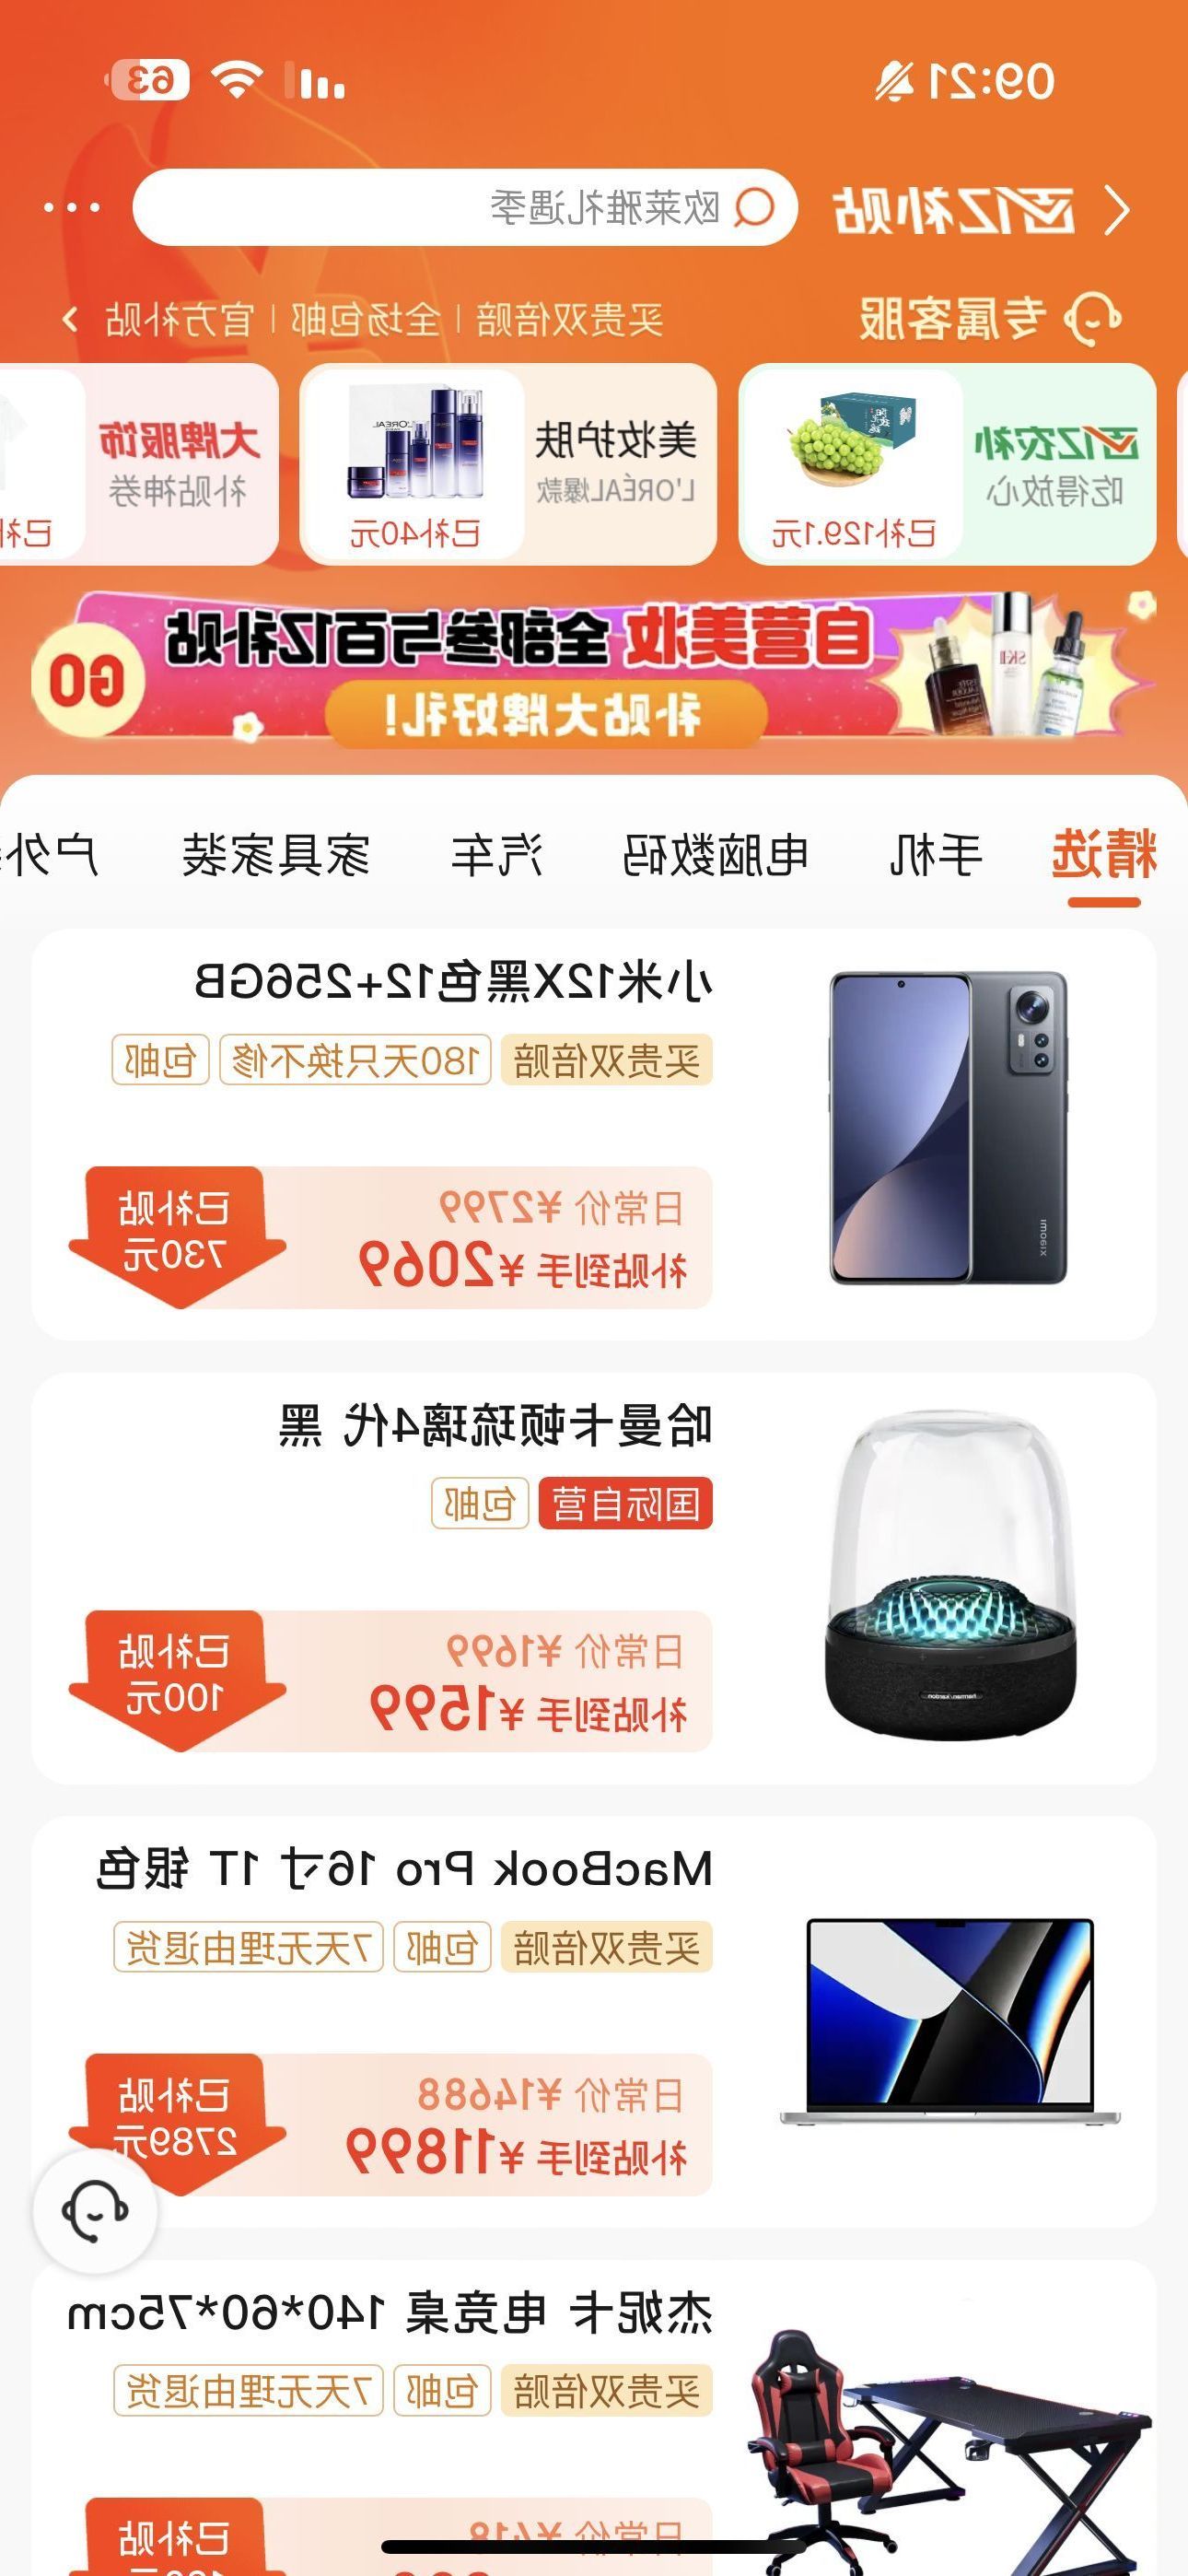 09:21
63
百亿补贴
欧莱雅礼遇季
专属客服
买贵双倍赔 | 全场包邮 | 官方补贴
百亿农补
吃得放心
已补129.1元
美妆护肤
L'ORÉAL爆款
L'ORÉAL
已补40元
大牌服饰
补贴神券
自营美妆 全部参与百亿补贴
补贴大牌好礼!
SK-II
GO
精选 手机 电脑数码 汽车 家具家装 户外
小米12X黑色12+256GB
买贵双倍赔 180天只换不修 包邮
日常价 ¥2799
补贴到手 ¥2069
已补贴
730元
xiaomi
哈曼卡顿琉璃4代 黑
国际自营 包邮
日常价 ¥1699
补贴到手 ¥1599
已补贴
100元
harman/kardon
MacBook Pro 16寸 1T 银色
买贵双倍赔 包邮 7天无理由退货
日常价 ¥14688
补贴到手 ¥11899
已补贴
2789元
杰妮卡 电竞桌 140*60*75cm
买贵双倍赔 包邮 7天无理由退货
日常价 ¥418
已补贴